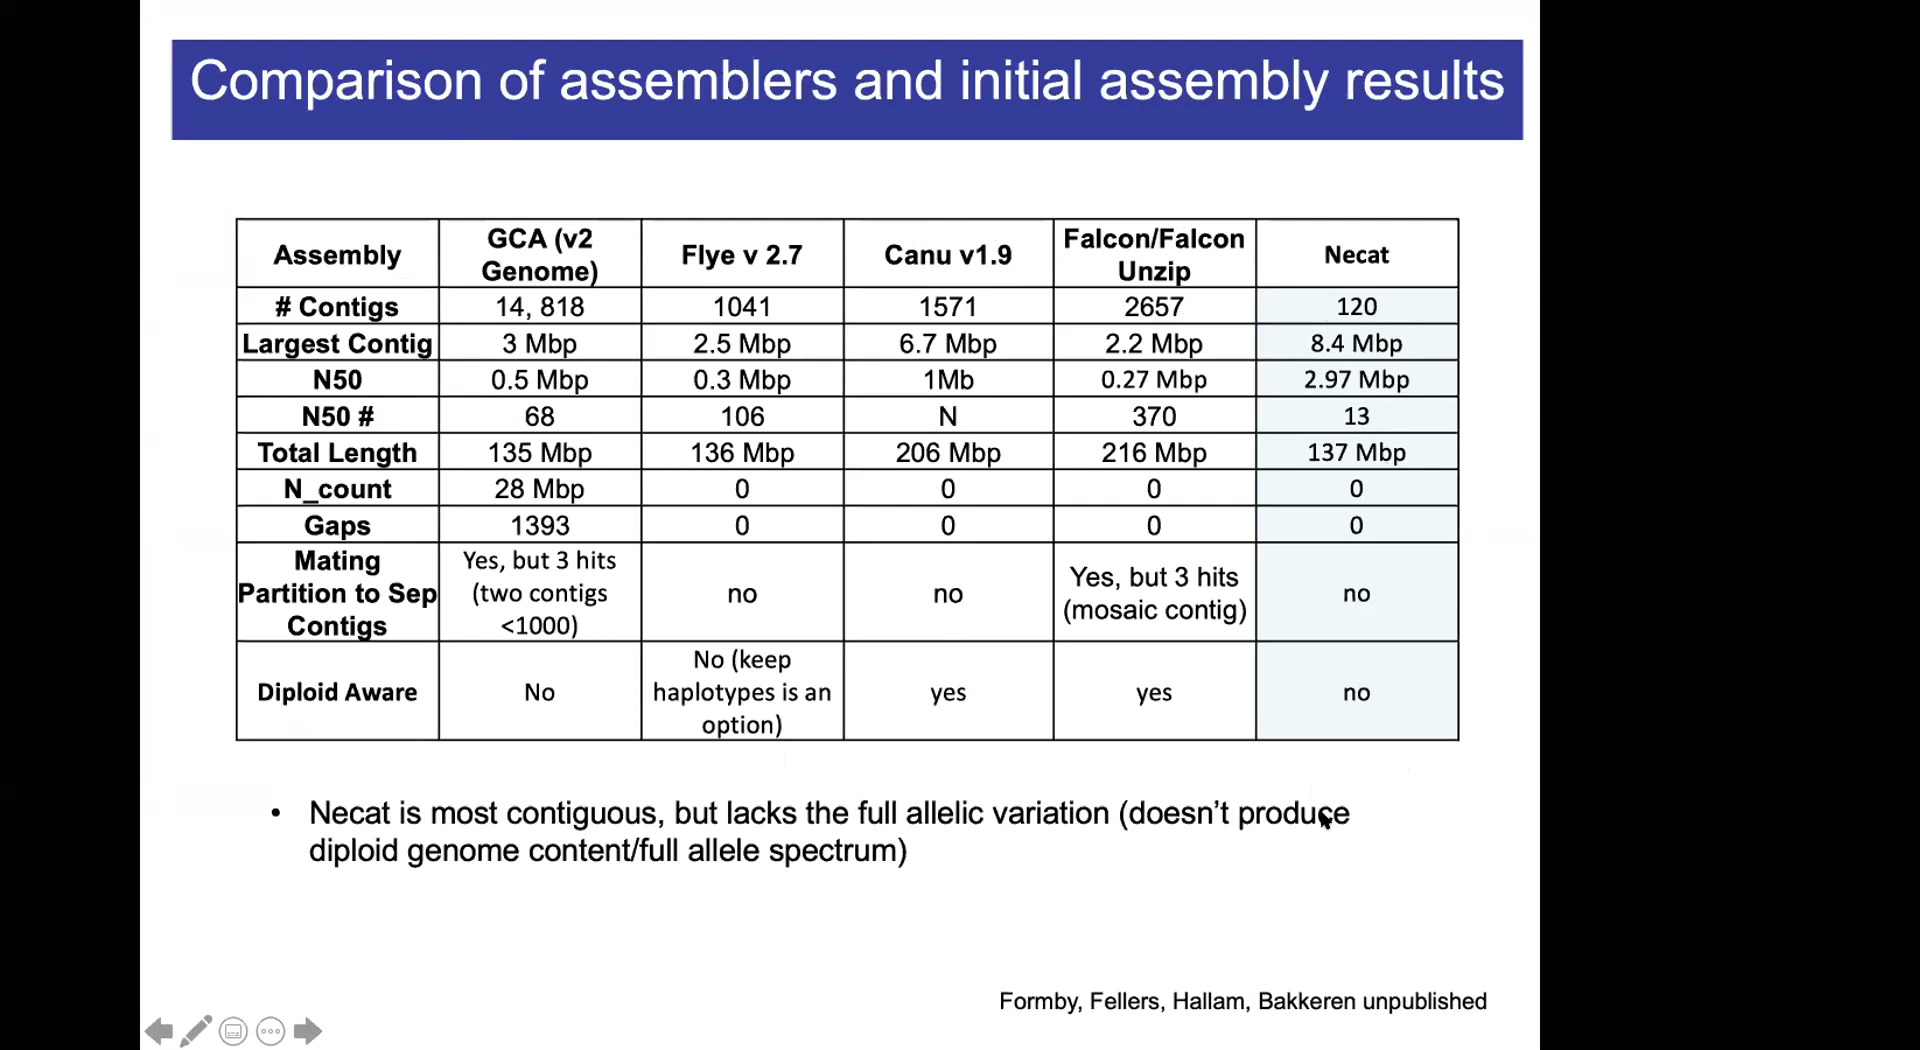 Comparison of assemblers and initial assembly results
Assembly
GCA (v2
Genome)
Flye v 2.7
Canu v1.9
Falcon/Falcon
Unzip
Necat
# Contigs
14, 818
1041
1571
2657
120
Largest Contig
3 Mbp
2.5 Mbp
6.7 Mbp
2.2 Mbp
8.4 Mbp
N50
0.5 Mbp
0.3 Mbp
1Mb
0.27 Mbp
2.97 Mbp
N50 #
68
106
N
370
13
Total Length
135 Mbp
136 Mbp
206 Mbp
216 Mbp
137 Mbp
N_count
28 Mbp
0
0
0
0
Gaps
1393
0
0
0
0
Mating
Partition to Sep
Contigs
Yes, but 3 hits
(two contigs
<1000)
no
no
Yes, but 3 hits
(mosaic contig)
no
Diploid Aware
No
No (keep
haplotypes is an
option)
yes
yes
no
• Necat is most contiguous, but lacks the full allelic variation (doesn't produce
diploid genome content/full allele spectrum)
Formby, Fellers, Hallam, Bakkeren unpublished